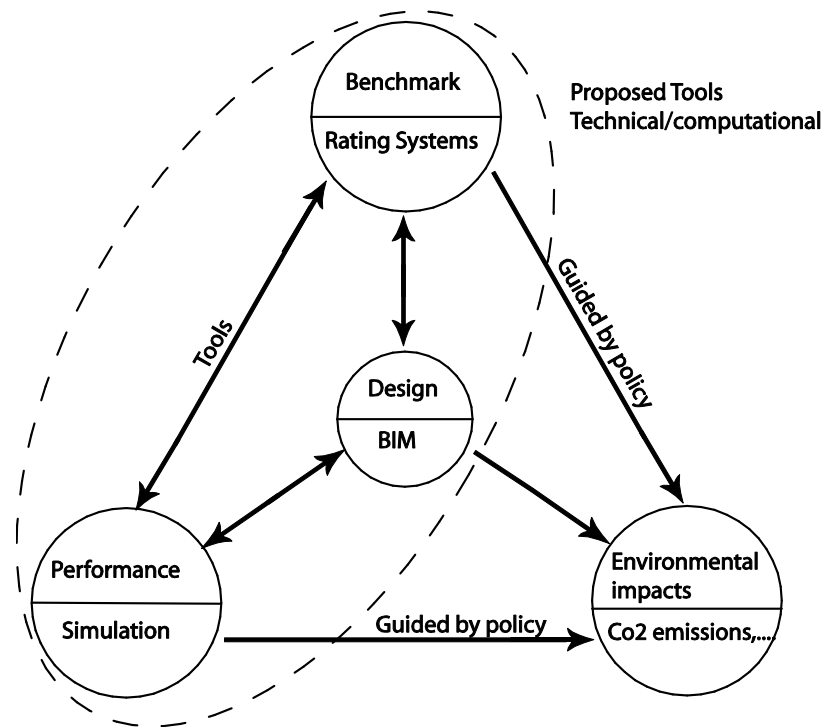 Benchmark
Rating Systems
Proposed Tools
Technical/computational
Tools
Guided by policy
Design
BIM
Performance
Simulation
Guided by policy
Environmental
impacts
Co2 emissions,....